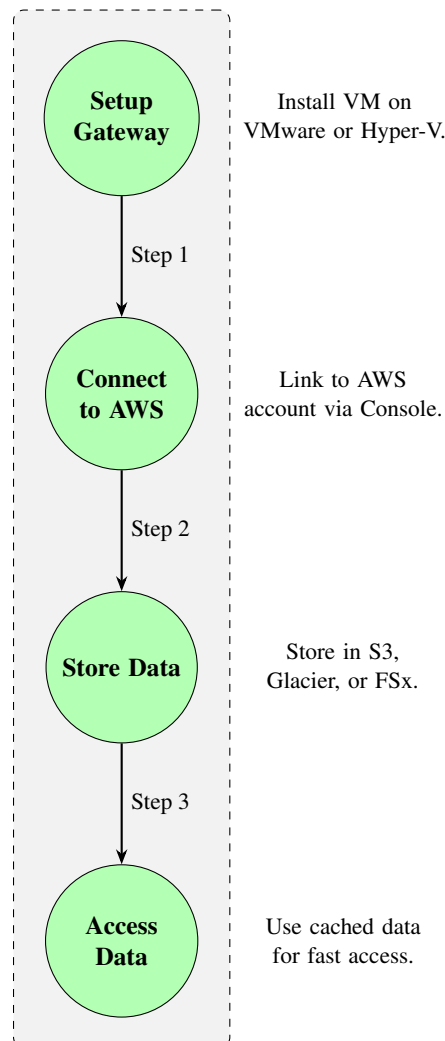 Setup
Gateway
Install VM on
VMware or Hyper-V.
Step 1
Connect
to AWS
Link to AWS
account via Console.
Step 2
Store Data
Store in S3,
Glacier, or FSx.
Step 3
Access
Data
Use cached data
for fast access.